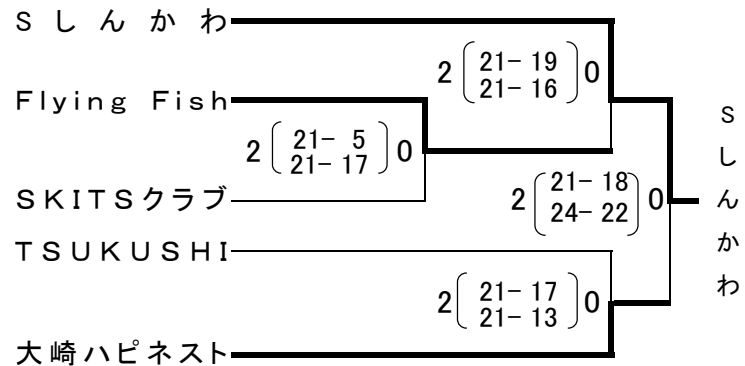 Sしんかわ
2 21-19 0
21-16
Flying Fish
2 21-5 0
21-17
SKITSクラブ
2 21-18 0
24-22
TSUKUSHI
2 21-17 0
21-13
大崎ハピネスト
Sしんかわ